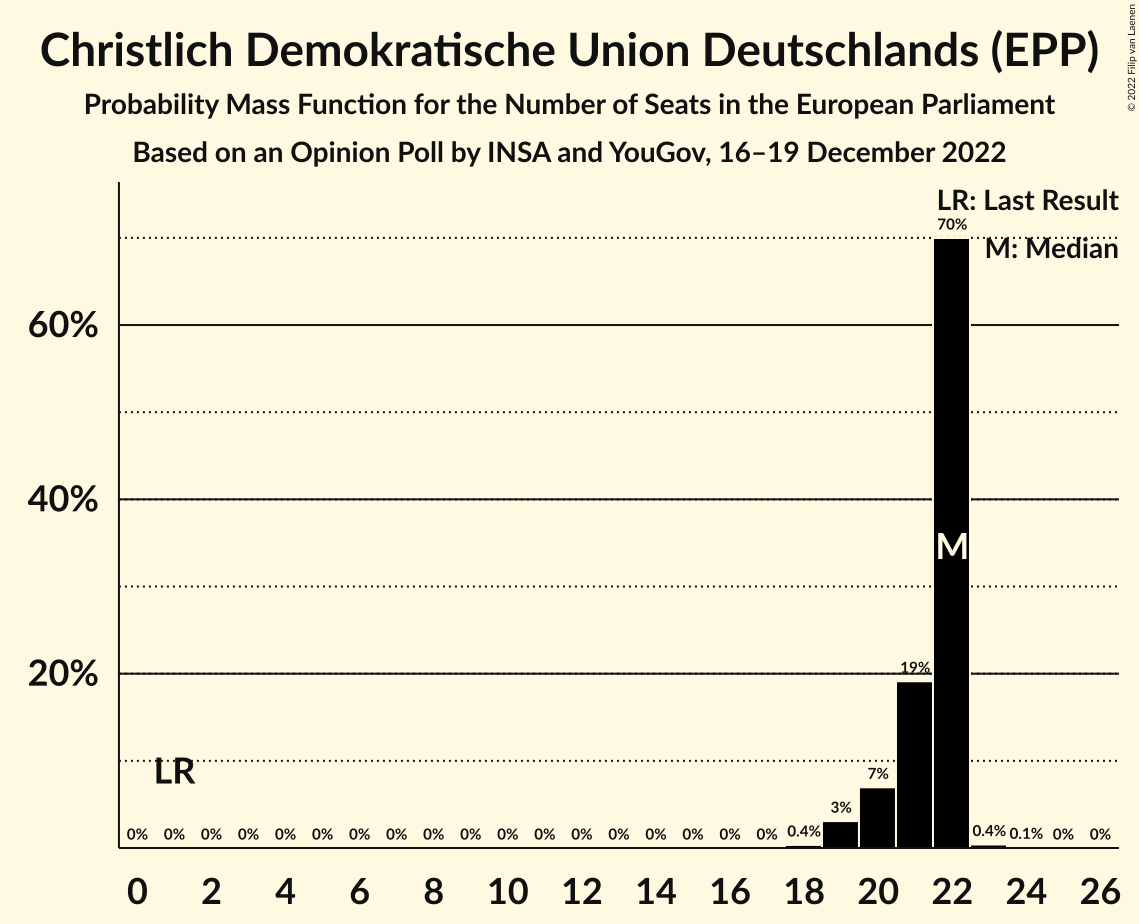 Christlich Demokratische Union Deutschlands (EPP)
Probability Mass Function for the Number of Seats in the European Parliament
Based on an Opinion Poll by INSA and YouGov, 16–19 December 2022
© 2022 Filip van Laenen
LR: Last Result
M: Median
70%
60%
40%
M
20%
19%
LR
7%
3%
0% 0% 0% 0% 0% 0% 0% 0% 0% 0% 0% 0% 0% 0% 0% 0% 0% 0% 0.4% 0.4% 0.1% 0% 0%
0 2 4 6 8 10 12 14 16 18 20 22 24 26